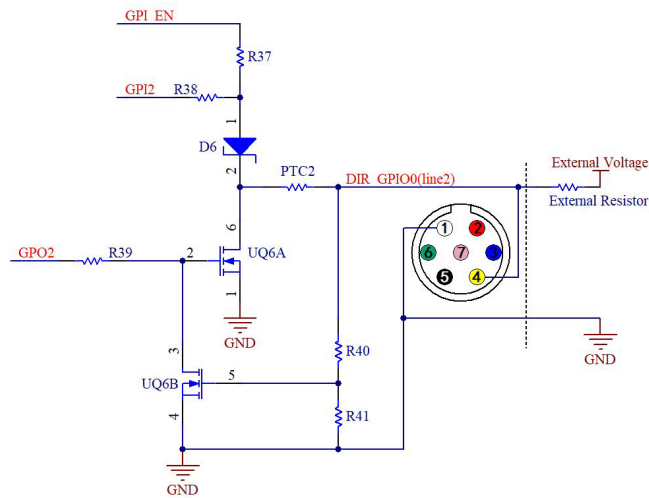 GPI_EN
R37
GPI2
R38
1
D6
2
PTC2
DIR_GPIO0(line2)
External Voltage
External Resistor
1
2
6
7
3
5
4
6
GPO2
R39
2
UQ6A
1
GND
GND
3
R40
UQ6B
5
4
R41
GND